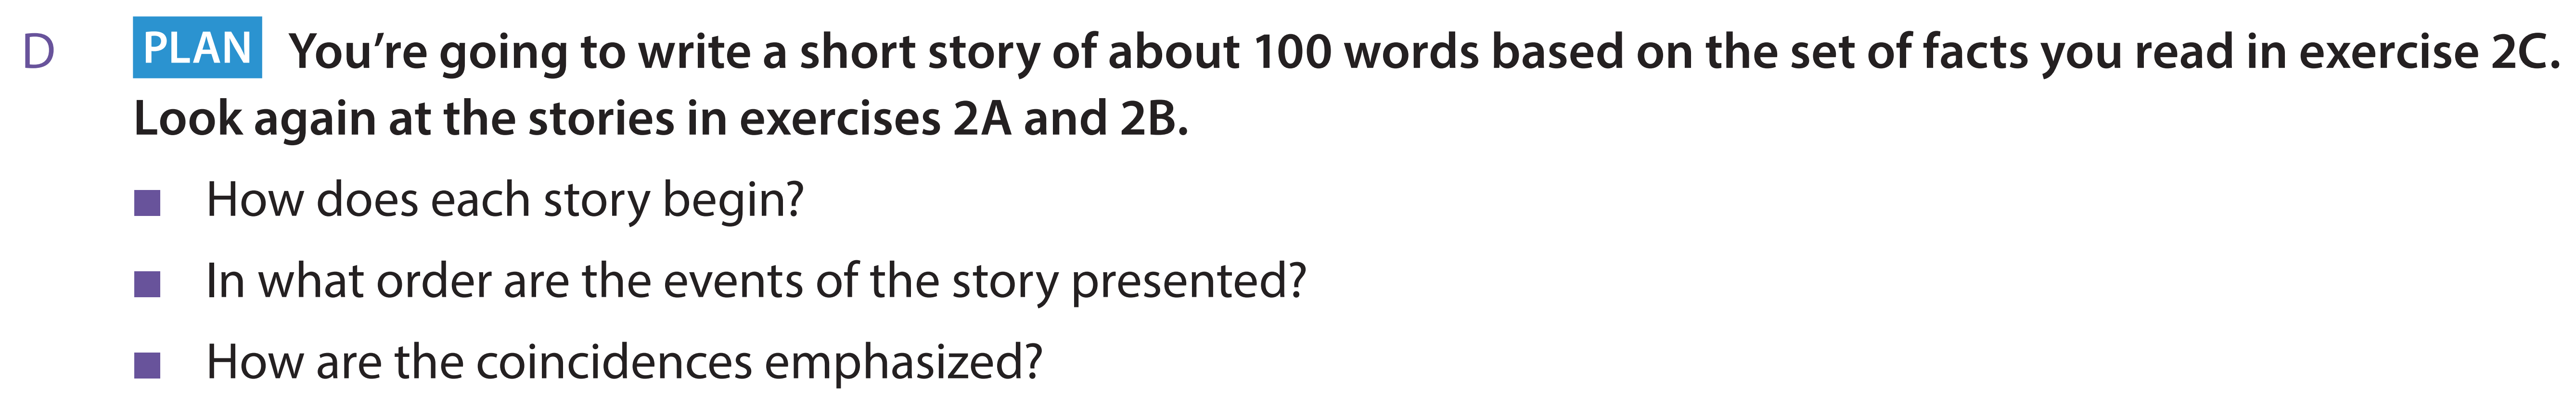 D PLAN You’re going to write a short story of about 100 words based on the set of facts you read in exercise 2C.
Look again at the stories in exercises 2A and 2B.
How does each story begin?
In what order are the events of the story presented?
How are the coincidences emphasized?